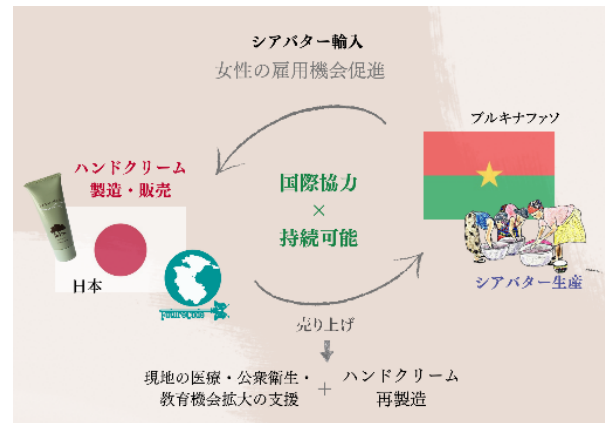 シアバター輸入
女性の雇用機会促進
ブルキナファソ
ハンドクリーム
製造・販売
国際協力
×
持続可能
日本
シアバター生産
売り上げ
現地の医療・公衆衛生・
教育機会拡大の支援
+
ハンドクリーム
再製造